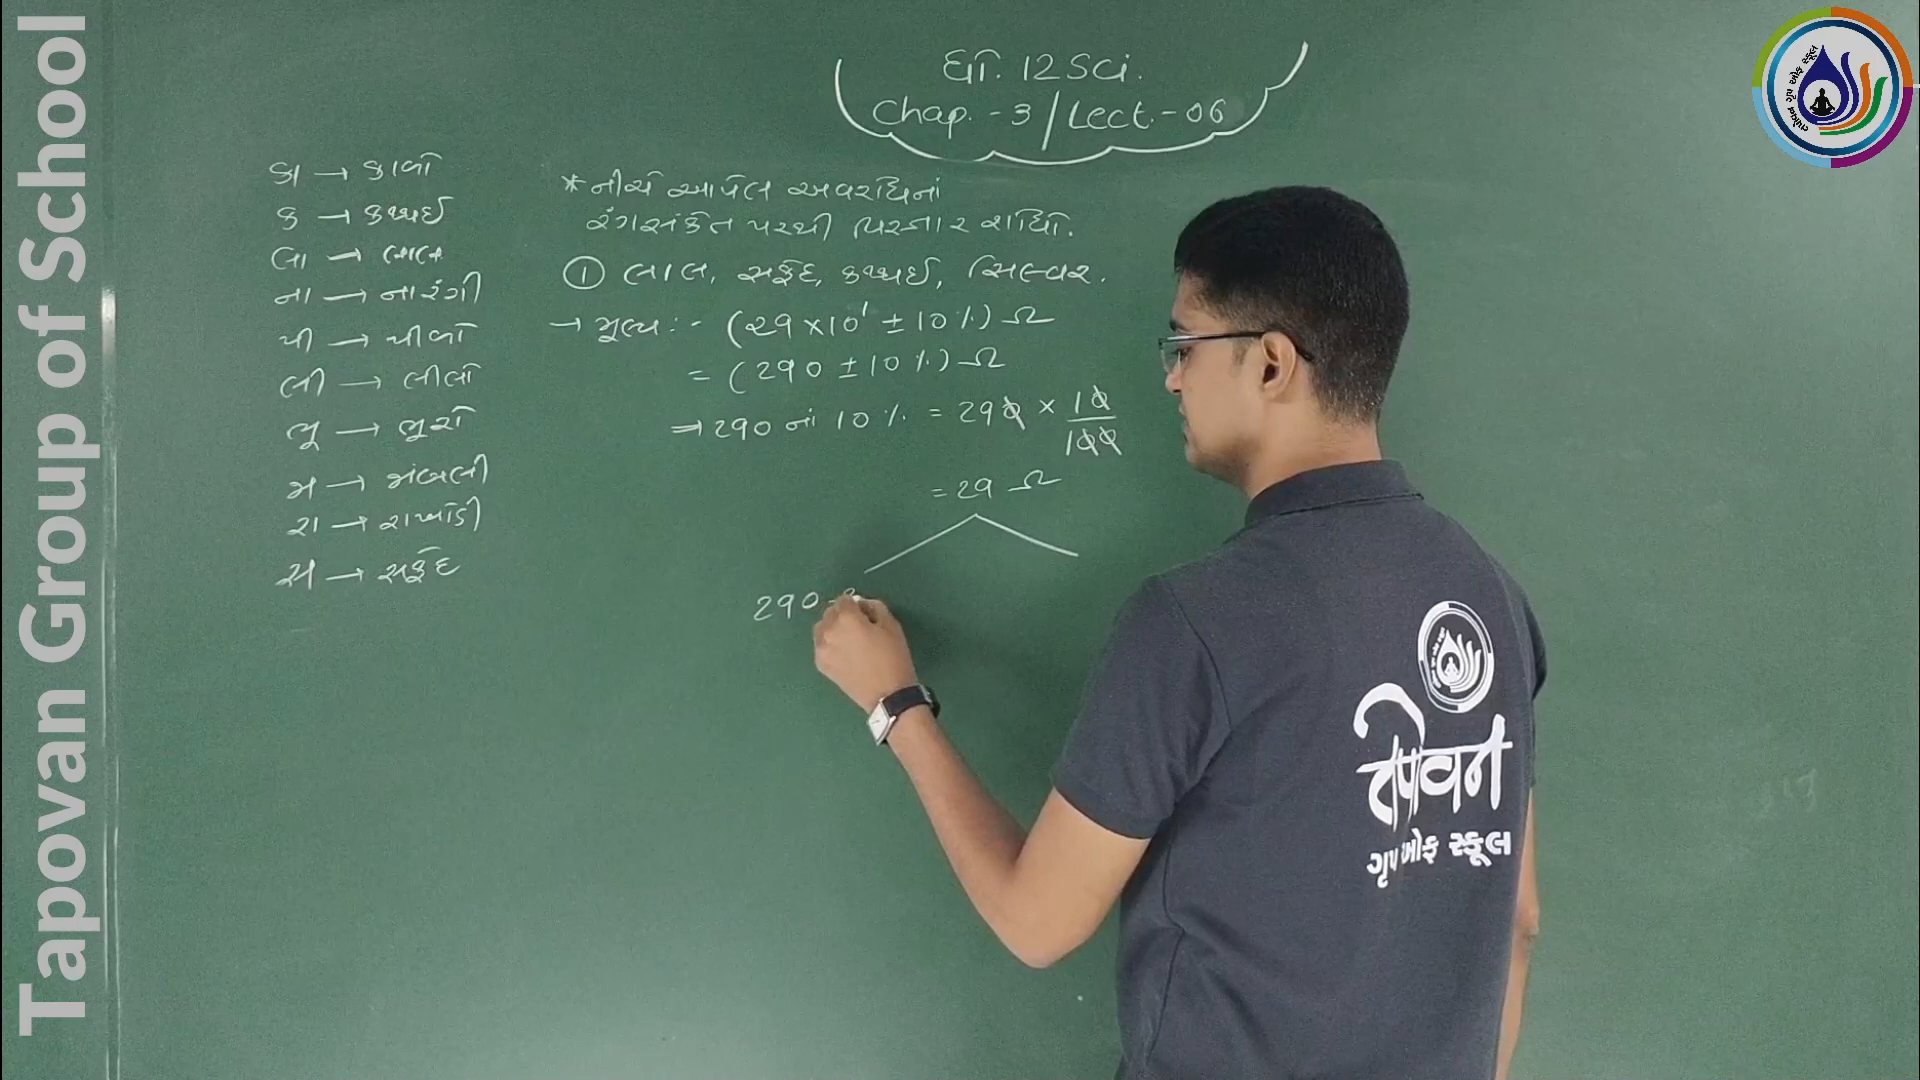 Tapovan Group of School
ધો. 12 Sci.
Chap. - 3 / Lect. - 06
કા → કાળો
ક → કથ્થઈ
લા → લાલ
ના → નારંગી
પી → પીળો
લી → લીલો
ભૂ → ભૂરો
જા → જાંબલી
રા → રાખોડી
સ → સફેદ
* નીચે આપેલ અવરોધનાં
રંગસંકેત પરથી પરનાર શોધો.
① લાલ, સફેદ, કથ્થઈ, સિલ્વર.
→ મૂલ્ય :- (29 × 10¹ ± 10 %) Ω
= (290 ± 10 %) Ω
⇒ 290 નાં 10 % = 290 × 10/100
= 29 Ω
290 - 2
તપોવન
ગૃપ ઓફ સ્કૂલ